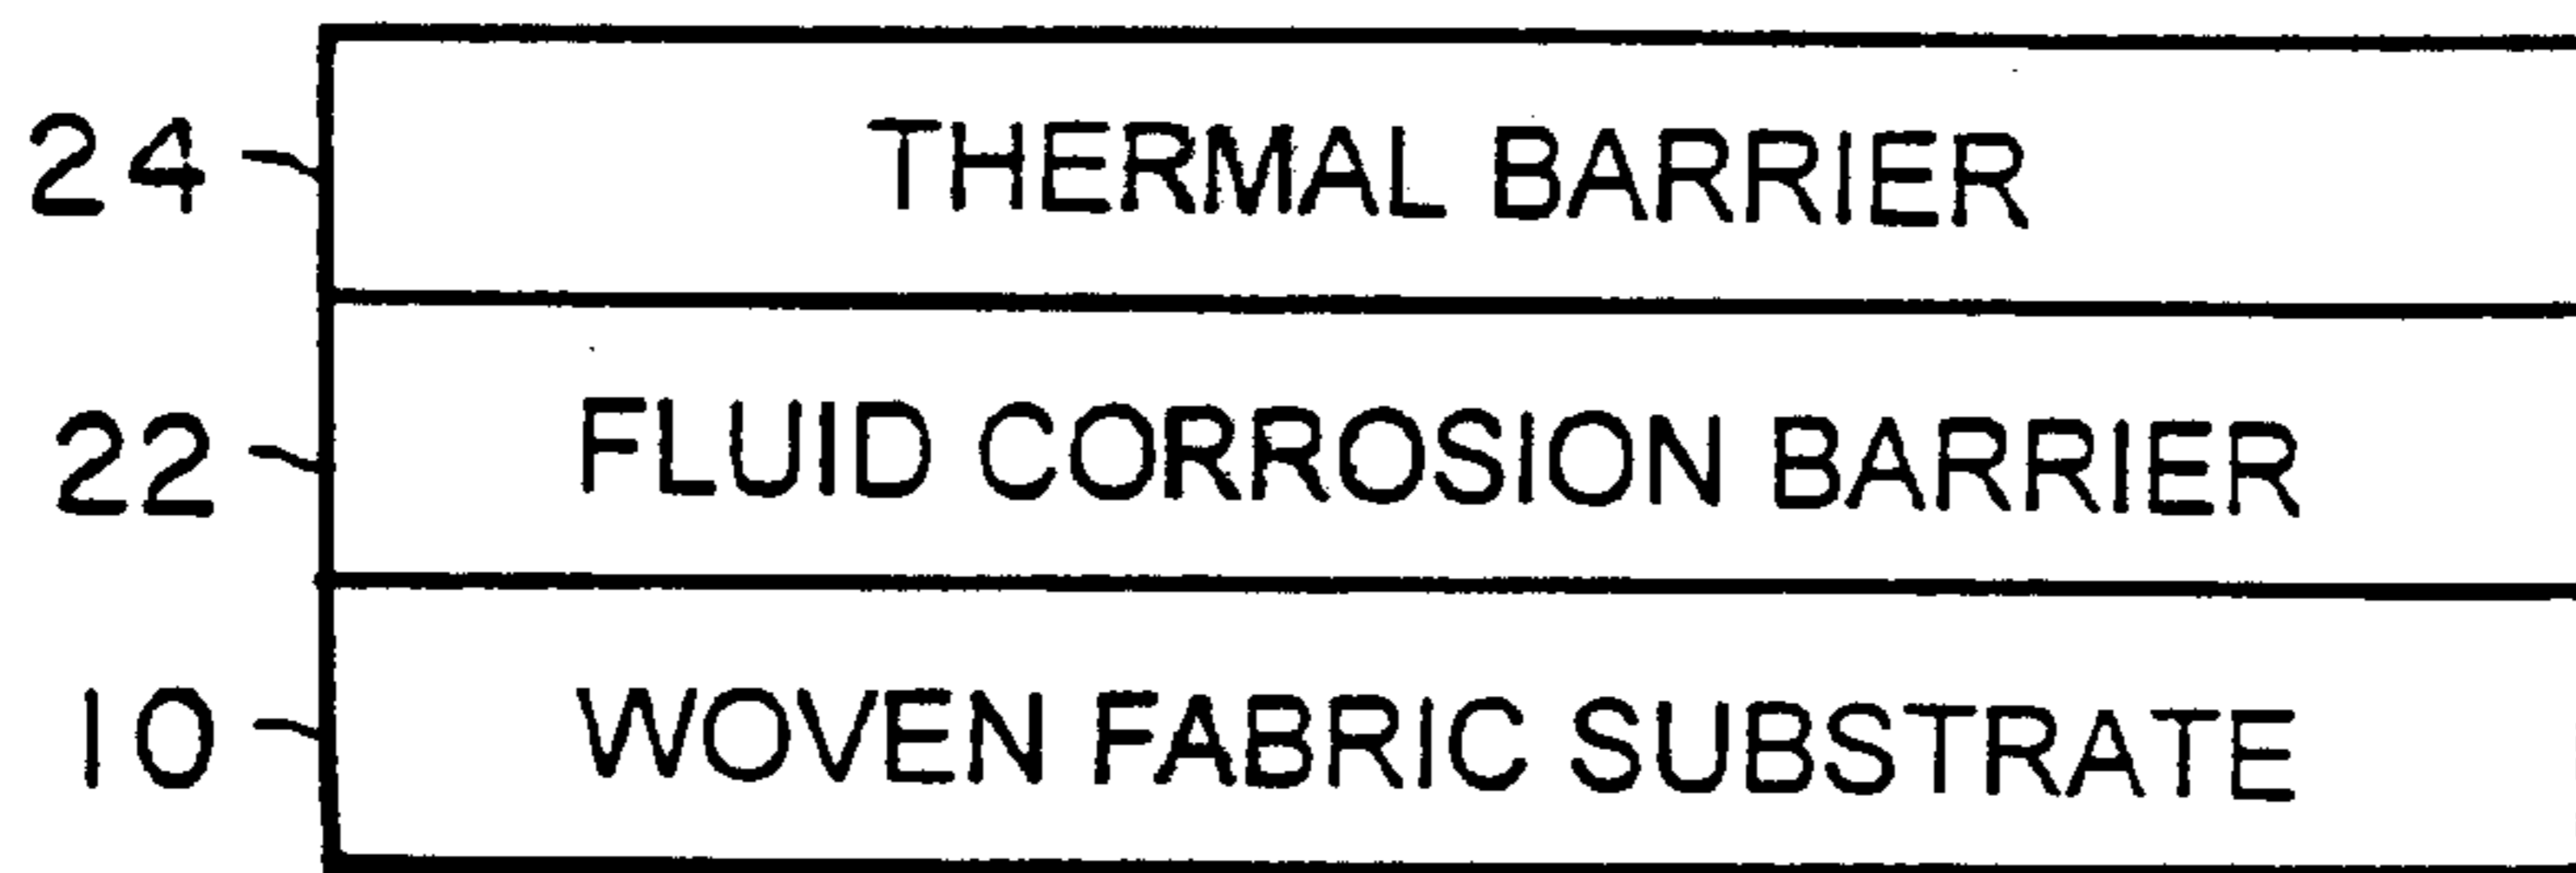 24 THERMAL BARRIER
22 FLUID CORROSION BARRIER
10 WOVEN FABRIC SUBSTRATE